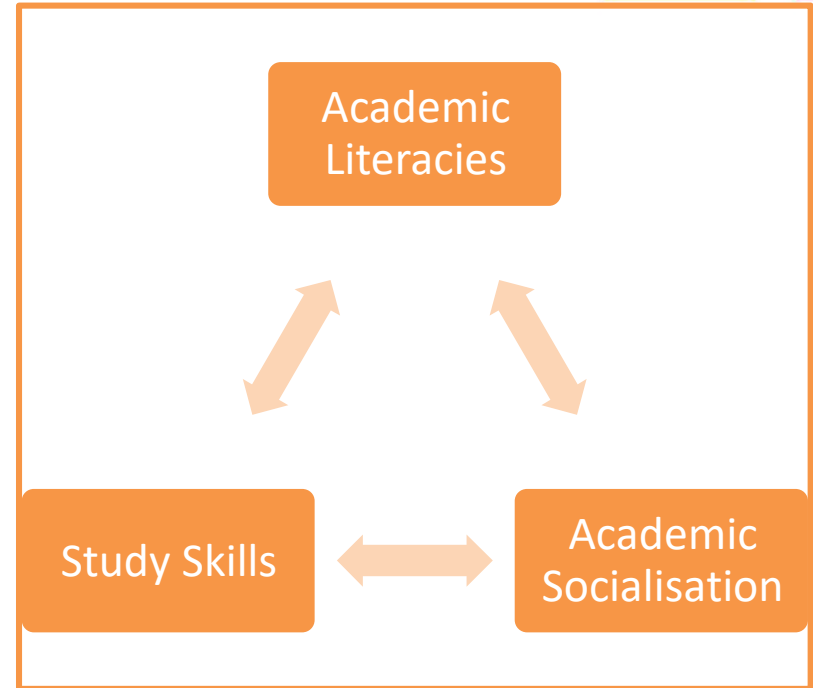 Academic
Literacies
Study Skills
Academic
Socialisation